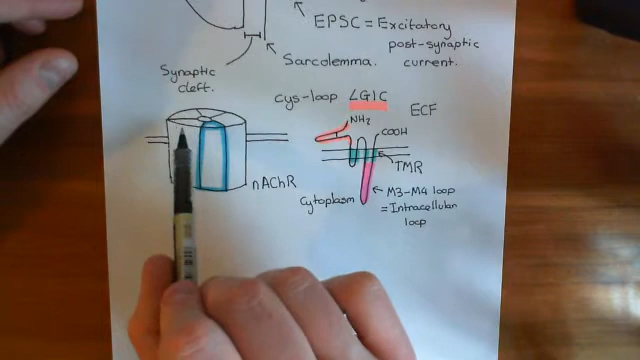 EPSC = Excitatory
post-synaptic
current.
Sarcolemma.
Synaptic
cleft.
cys-loop LGIC
ECF
NH2
COOH
TMR
nAChR
M3-M4 loop
= Intracellular
loop
Cytoplasm